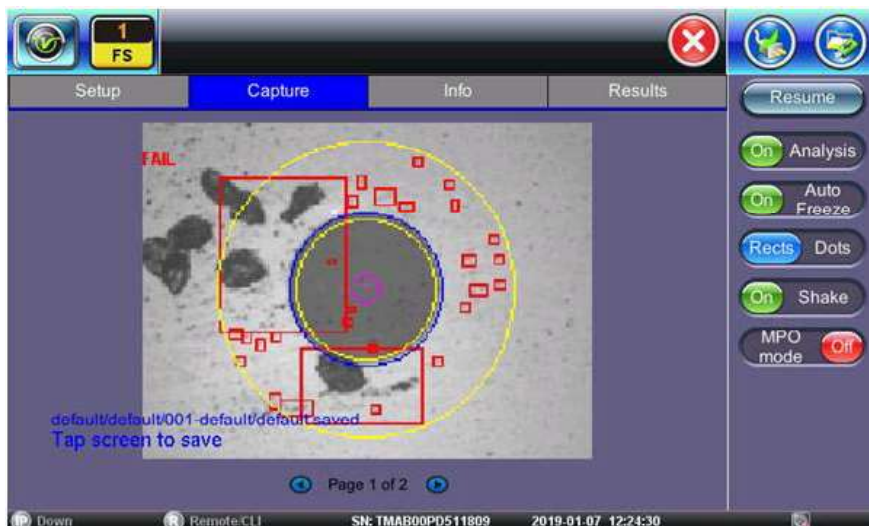 1
FS
Setup Capture Info Results
Resume
FAIL
On Analysis
On Auto Freeze
Rects Dots
On Shake
MPO mode Off
default/default/001-default/default saved
Tap screen to save
Page 1 of 2
IP Down R Remote/CLI SN: TMAB00PD511809 2019-01-07 12:24:30